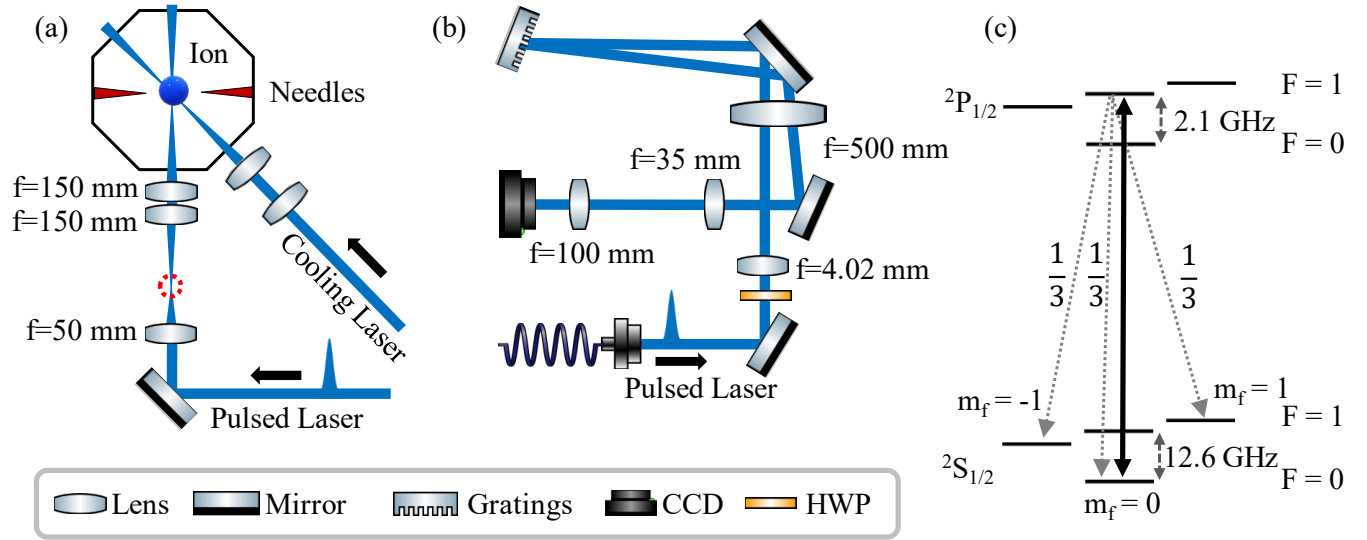 (a)
Ion
Needles
f=150 mm
f=150 mm
f=50 mm
Cooling Laser
Pulsed Laser
(b)
f=500 mm
f=35 mm
f=100 mm
f=4.02 mm
Pulsed Laser
(c)
²P₁/₂
F = 1
2.1 GHz
F = 0
1/3
1/3
1/3
m_f = -1
m_f = 1
F = 1
²S₁/₂
12.6 GHz
F = 0
m_f = 0
Lens
Mirror
Gratings
CCD
HWP